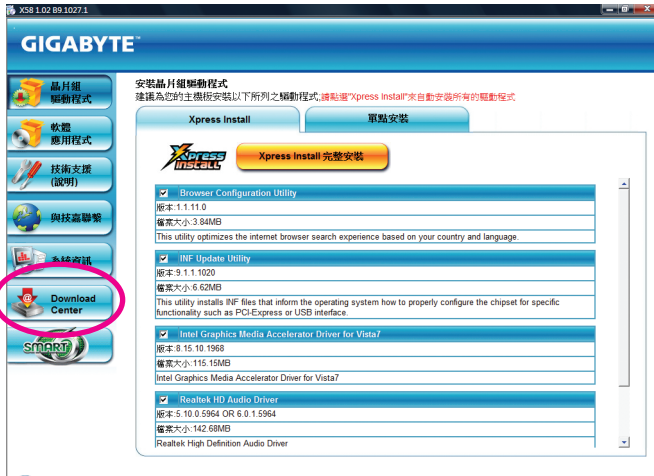 X58 1.02 B9.1027.1
GIGABYTE™
晶片組
驅動程式
軟體
應用程式
技術支援
(說明)
與技嘉聯繫
系統資訊
Download
Center
SMART
安裝晶片組驅動程式
建議為您的主機板安裝以下所列之驅動程式;請點選"Xpress Install"來自動安裝所有的驅動程式
Xpress Install
單點安裝
Xpress
INSTALL
Xpress Install 完整安裝
Browser Configuration Utility
版本:1.1.11.0
檔案大小:3.84MB
This utility optimizes the internet browser search experience based on your country and language.
INF Update Utility
版本:9.1.1.1020
檔案大小:6.62MB
This utility installs INF files that inform the operating system how to properly configure the chipset for specific
functionality such as PCI-Express or USB interface.
Intel Graphics Media Accelerator Driver for Vista7
版本:8.15.10.1968
檔案大小:115.15MB
Intel Graphics Media Accelerator Driver for Vista7
Realtek HD Audio Driver
版本:5.10.0.5964 OR 6.0.1.5964
檔案大小:142.68MB
Realtek High Definition Audio Driver